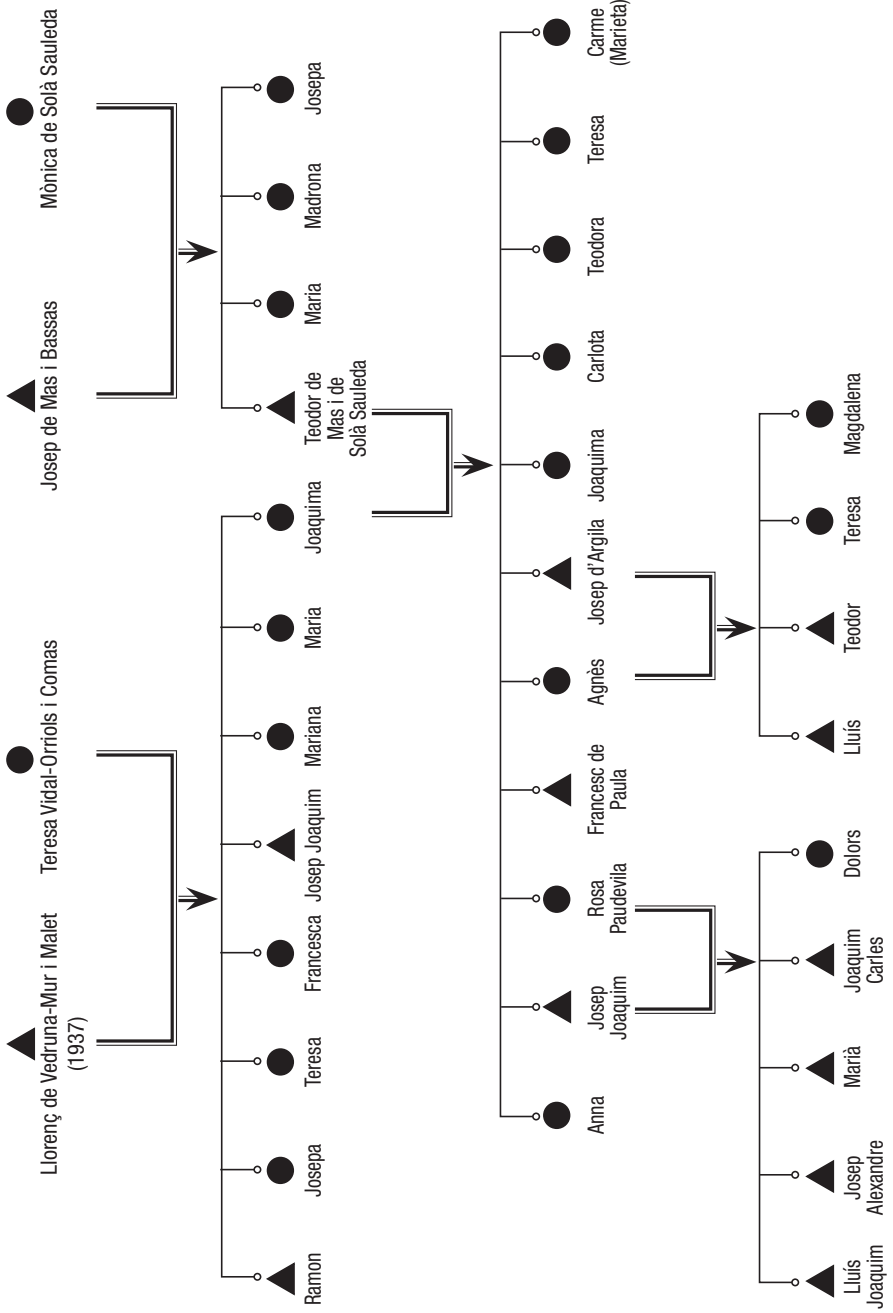 Llorenç de Vedruna-Mur i Malet
(1937)
Teresa Vidal-Orriols i Comas
Josep de Mas i Bassas
Mònica de Solà Sauleda
Ramon
Josepa
Teresa
Francesca
Josep Joaquim
Mariana
Maria
Joaquima
Teodor de
Mas i de
Solà Sauleda
Maria
Madrona
Josepa
Anna
Josep
Joaquim
Rosa
Paudevila
Francesc de
Paula
Agnès
Josep d'Argila
Joaquima
Carlota
Teodora
Teresa
Carme
(Marieta)
Lluís
Joaquim
Josep
Alexandre
Marià
Joaquim
Carles
Dolors
Lluís
Teodor
Teresa
Magdalena